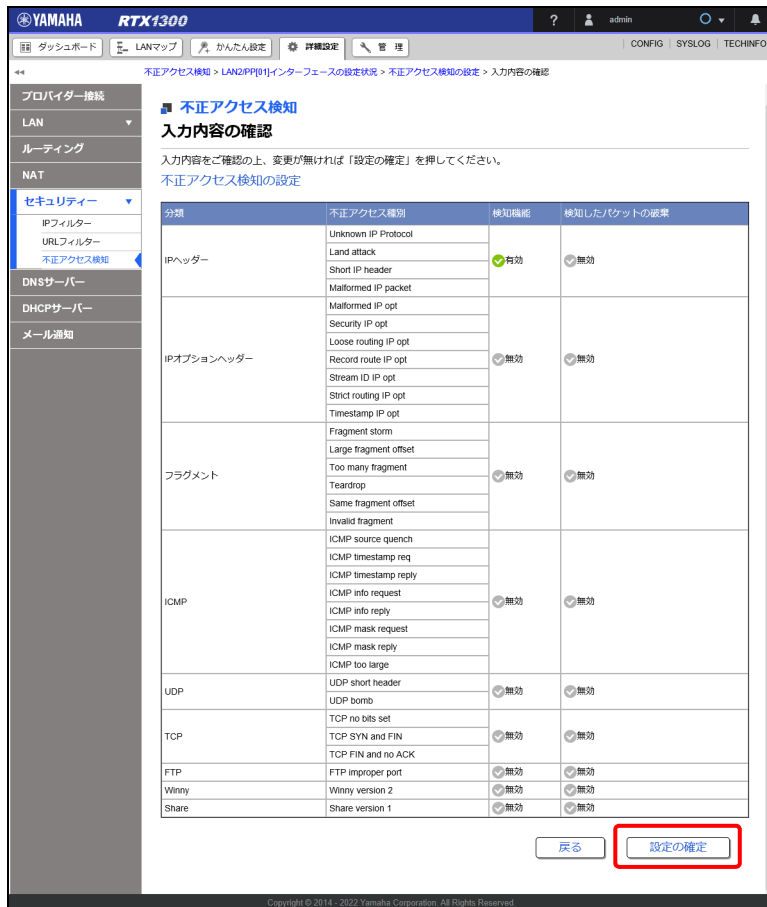 YAMAHA RTX1300 ? admin
ダッシュボード LANマップ かんたん設定 詳細設定 管 理 CONFIG SYSLOG TECHINFO
不正アクセス検知 > LAN2/PP[01]インターフェースの設定状況 > 不正アクセス検知の設定 > 入力内容の確認
プロバイダー接続
LAN
ルーティング
NAT
セキュリティー
IPフィルター
URLフィルター
不正アクセス検知
DNSサーバー
DHCPサーバー
メール通知
不正アクセス検知
入力内容の確認
入力内容をご確認の上、変更が無ければ「設定の確定」を押してください。
不正アクセス検知の設定
分類 不正アクセス種別 検知機能 検知したパケットの破棄
IPヘッダー
Unknown IP Protocol
Land attack
Short IP header
Malformed IP packet
有効 無効
IPオプションヘッダー
Malformed IP opt
Security IP opt
Loose routing IP opt
Record route IP opt
Stream ID IP opt
Strict routing IP opt
Timestamp IP opt
無効 無効
フラグメント
Fragment storm
Large fragment offset
Too many fragment
Teardrop
Same fragment offset
Invalid fragment
無効 無効
ICMP
ICMP source quench
ICMP timestamp req
ICMP timestamp reply
ICMP info request
ICMP info reply
ICMP mask request
ICMP mask reply
ICMP too large
無効 無効
UDP
UDP short header
UDP bomb
無効 無効
TCP
TCP no bits set
TCP SYN and FIN
TCP FIN and no ACK
無効 無効
FTP FTP improper port 無効 無効
Winny Winny version 2 無効 無効
Share Share version 1 無効 無効
戻る 設定の確定
Copyright © 2014 - 2022 Yamaha Corporation. All Rights Reserved.